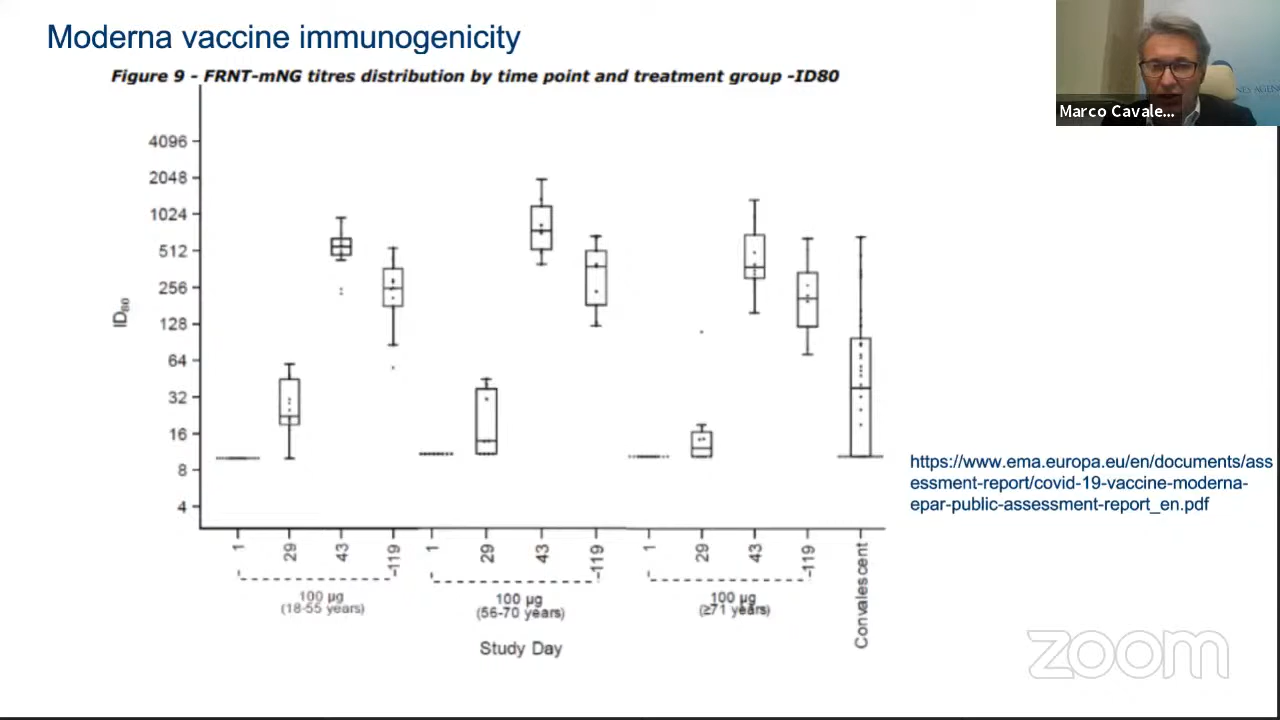 Moderna vaccine immunogenicity
Figure 9 - FRNT-mNG titres distribution by time point and treatment group -ID80
Marco Cavale...
4096
2048
1024
512
256
128
64
32
16
8
4
ID80
1
29
43
-119
1
29
43
-119
1
29
43
-119
Convalescent
100 µg
(18-55 years)
100 µg
(56-70 years)
100 µg
(≥71 years)
Study Day
https://www.ema.europa.eu/en/documents/ass
essment-report/covid-19-vaccine-moderna-
epar-public-assessment-report_en.pdf
zoom